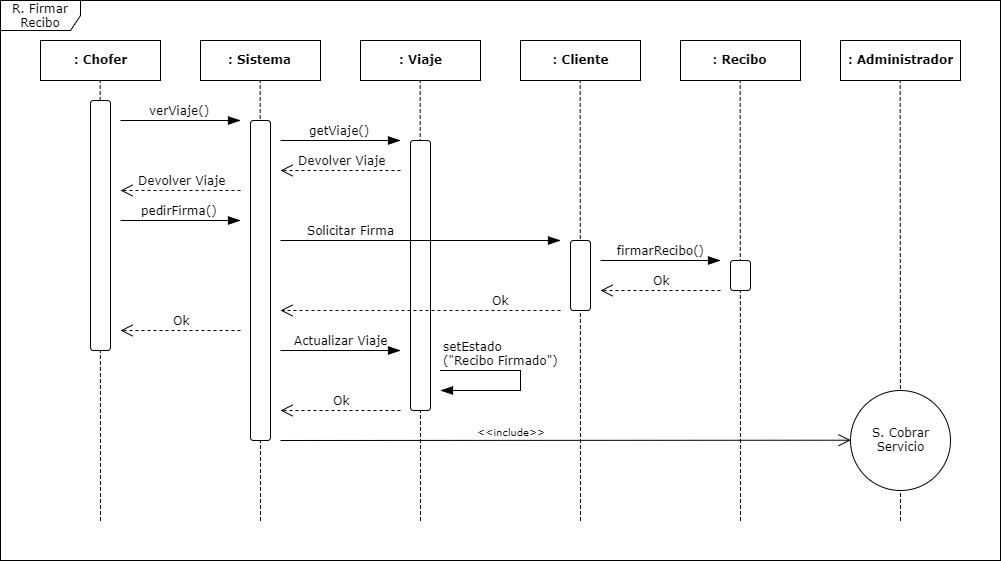 R. Firmar
Recibo
: Chofer
: Sistema
: Viaje
: Cliente
: Recibo
: Administrador
verViaje()
getViaje()
Devolver Viaje
Devolver Viaje
pedirFirma()
Solicitar Firma
firmarRecibo()
Ok
Ok
Ok
Actualizar Viaje
setEstado
("Recibo Firmado")
Ok
<<include>>
S. Cobrar
Servicio